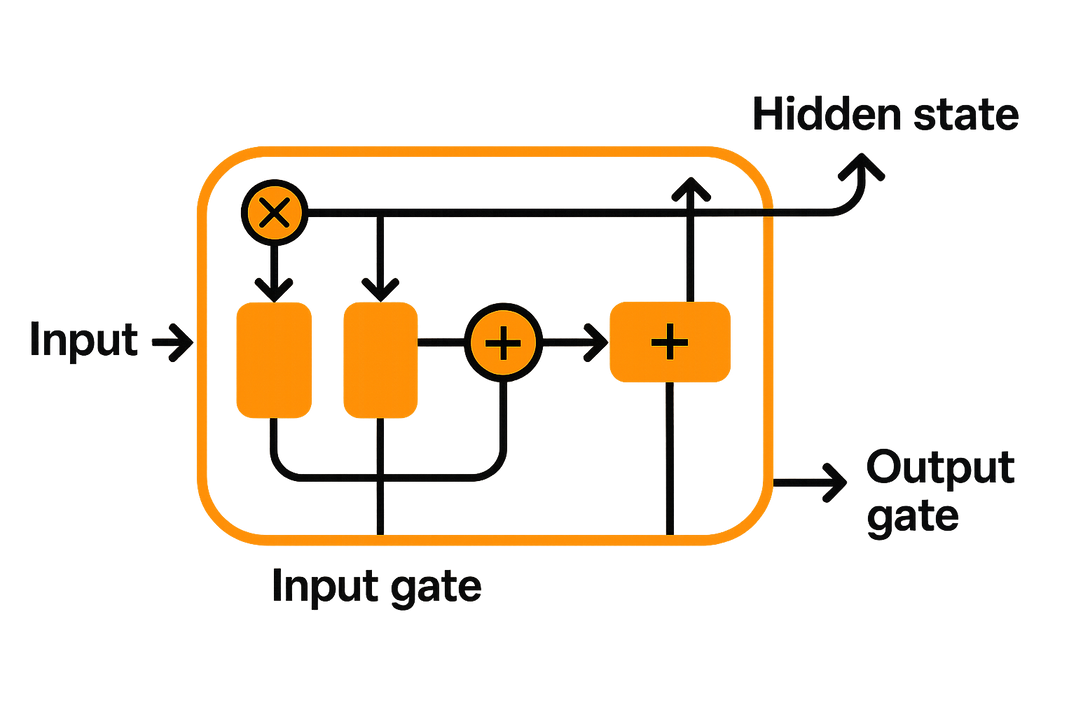 Hidden state
Input
Output
gate
Input gate